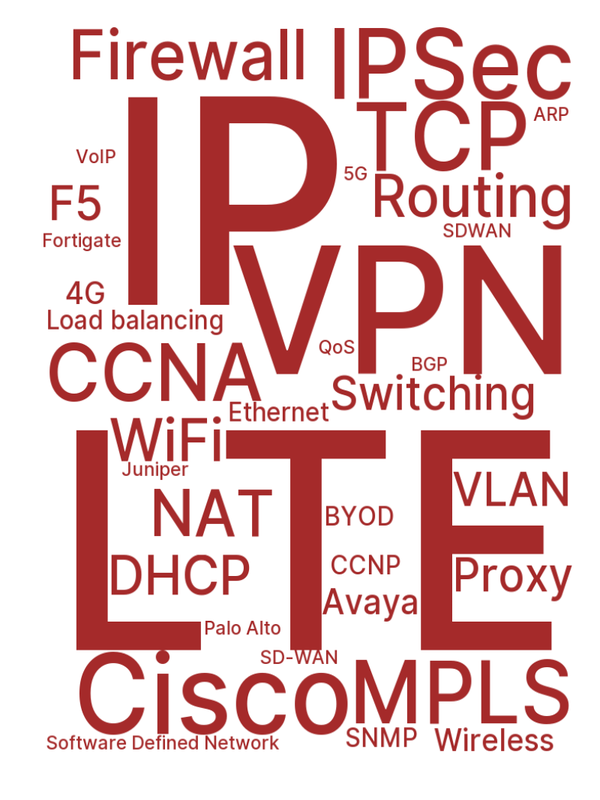 Firewall
IPSec
IP
TCP
ARP
VoIP
5G
F5
Routing
Fortigate
SDWAN
VPN
4G
Load balancing
QoS
CCNA
BGP
Switching
Ethernet
WiFi
LTE
Juniper
VLAN
NAT
BYOD
DHCP
CCNP
Proxy
Avaya
Palo Alto
SD-WAN
Cisco
MPLS
Software Defined Network
SNMP
Wireless